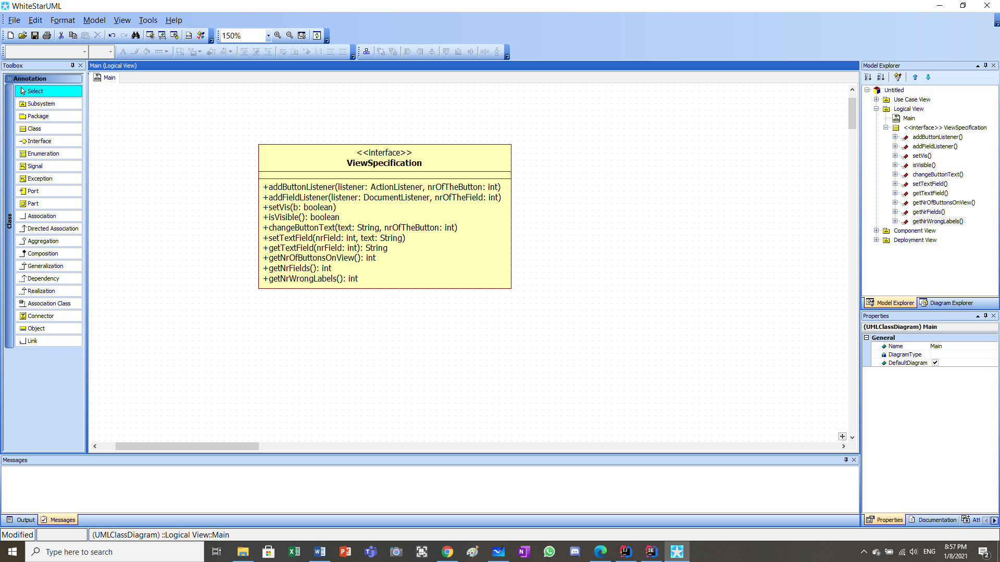 WhiteStarUML
File Edit Format Model View Tools Help
150%
Toolbox
Annotation
Select
Subsystem
Package
Class
Interface
Enumeration
Signal
Exception
Port
Part
Association
Directed Association
Aggregation
Composition
Generalization
Dependency
Realization
Association Class
Connector
Object
Link
Class
Main (Logical View)
Main
<<interface>>
ViewSpecification
+addButtonListener(listener: ActionListener, nrOfTheButton: int)
+addFieldListener(listener: DocumentListener, nrOfTheField: int)
+setVis(b: boolean)
+isVisible(): boolean
+changeButtonText(text: String, nrOfTheButton: int)
+setTextField(nrField: int, text: String)
+getTextField(nrField: int): String
+getNrOfButtonsOnView(): int
+getNrFields(): int
+getNrWrongLabels(): int
Model Explorer
Untitled
Use Case View
Logical View
Main
<<interface>> ViewSpecification
addButtonListener()
addFieldListener()
setVis()
isVisible()
changeButtonText()
setTextField()
getTextField()
getNrOfButtonsOnView()
getNrFields()
getNrWrongLabels()
Component View
Deployment View
Model Explorer Diagram Explorer
Properties
(UMLClassDiagram) Main
General
Name Main
DiagramType
DefaultDiagram
Properties Documentation Att
Messages
Output Messages
Modified (UMLClassDiagram) ::Logical View::Main
Type here to search
ENG
8:57 PM
1/8/2021
2